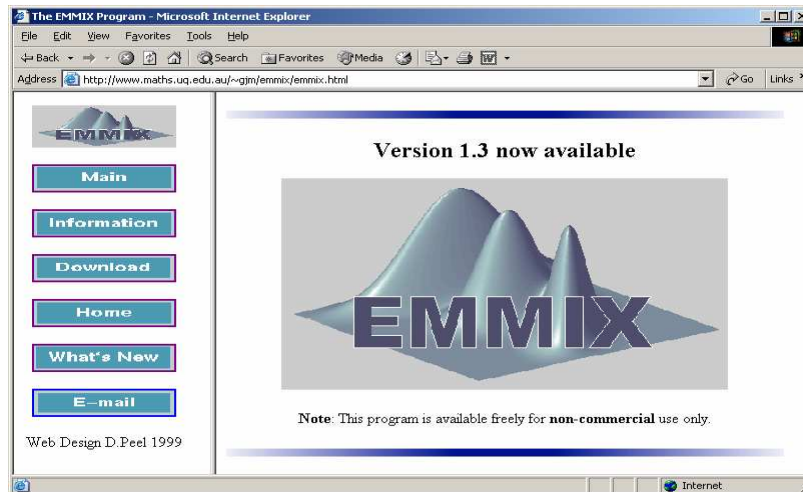 The EMMIX Program - Microsoft Internet Explorer
File Edit View Favorites Tools Help
Back Search Favorites Media
Address http://www.maths.uq.edu.au/~gjm/emmix/emmix.html Go Links
EMMIX
Main
Information
Download
Home
What's New
E-mail
Web Design D.Peel 1999
Version 1.3 now available
EMMIX
Note: This program is available freely for non-commercial use only.
Internet